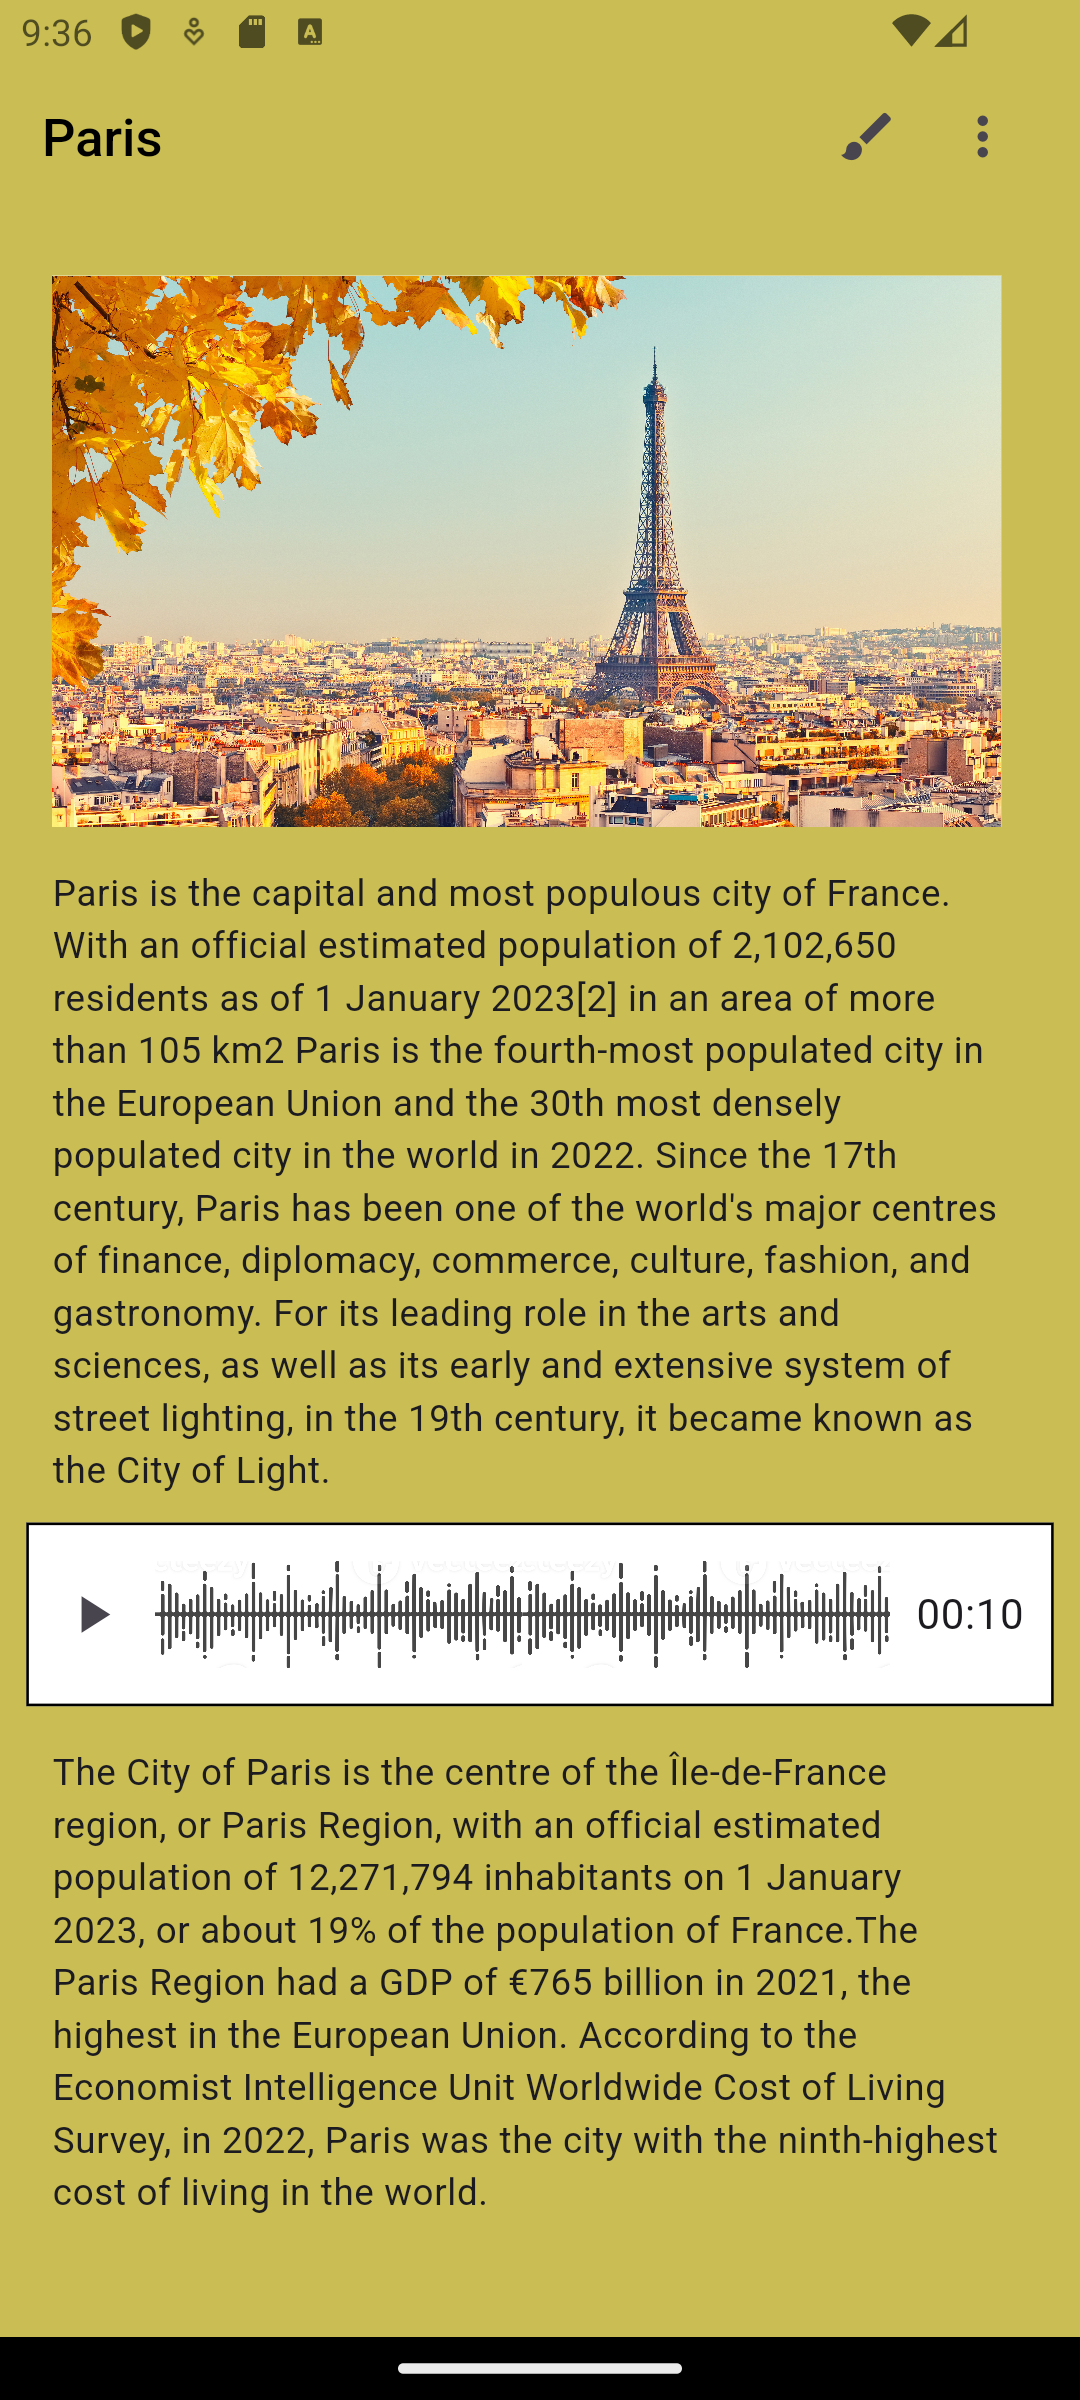 9:36
Paris
Paris is the capital and most populous city of France.
With an official estimated population of 2,102,650
residents as of 1 January 2023[2] in an area of more
than 105 km2 Paris is the fourth-most populated city in
the European Union and the 30th most densely
populated city in the world in 2022. Since the 17th
century, Paris has been one of the world's major centres
of finance, diplomacy, commerce, culture, fashion, and
gastronomy. For its leading role in the arts and
sciences, as well as its early and extensive system of
street lighting, in the 19th century, it became known as
the City of Light.
00:10
The City of Paris is the centre of the Île-de-France
region, or Paris Region, with an official estimated
population of 12,271,794 inhabitants on 1 January
2023, or about 19% of the population of France.The
Paris Region had a GDP of €765 billion in 2021, the
highest in the European Union. According to the
Economist Intelligence Unit Worldwide Cost of Living
Survey, in 2022, Paris was the city with the ninth-highest
cost of living in the world.